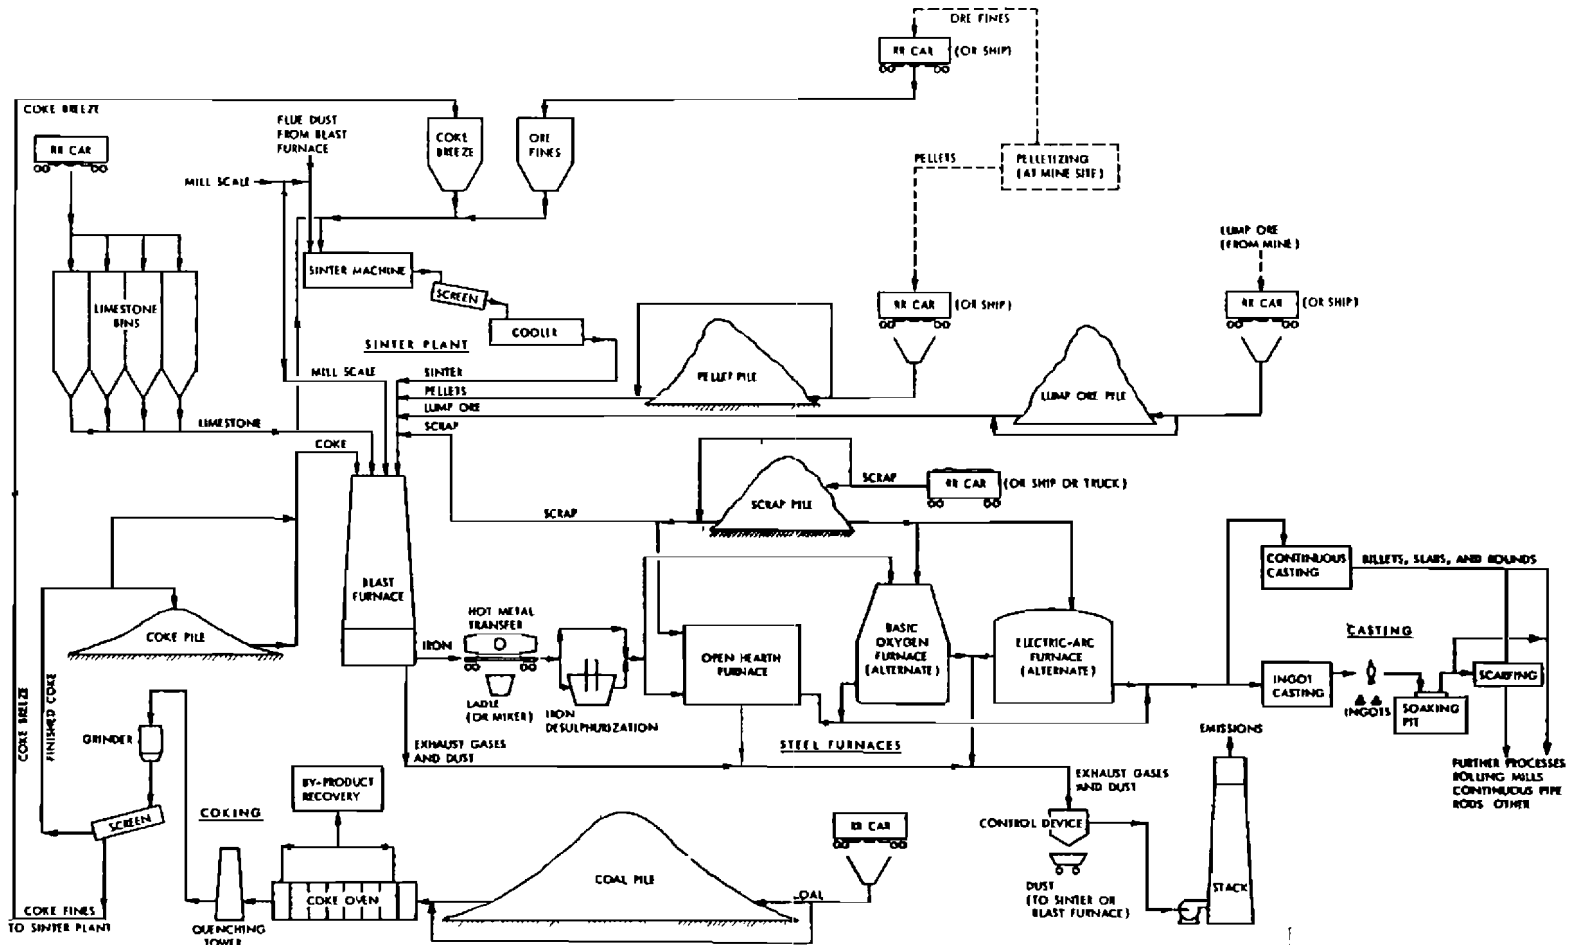 ORE FINES
RR CAR
(OR SHIP)
COKE BREEZE
FLUE DUST
FROM BLAST
FURNACE
COKE
BREEZE
ORE
FINES
RR CAR
PELLETS
PELLETIZING
(AT MINE SITE)
MILL SCALE
LUMP ORE
(FROM MINE)
SINTER MACHINE
SCREEN
RR CAR
(OR SHIP)
RR CAR
(OR SHIP)
LIMESTONE
BINS
COOLER
SINTER PLANT
MILL SCALE
SINTER
PELLET PILE
PELLETS
LUMP ORE PILE
LUMP ORE
LIMESTONE
SCRAP
COKE
SCRAP
RR CAR
(OR SHIP OR TRUCK)
SCRAP PILE
SCRAP
CONTINUOUS
CASTING
BILLETS, SLABS, AND ROUNDS
BLAST
FURNACE
HOT METAL
TRANSFER
COKE PILE
IRON
OPEN HEARTH
FURNACE
BASIC
OXYGEN
FURNACE
(ALTERNATE)
ELECTRIC-ARC
FURNACE
(ALTERNATE)
CASTING
INGOT
CASTING
SCARFING
LADLE
(OR MIXER)
IRON
DESULPHURIZATION
INGOTS
SOAKING
PIT
COKE BREEZE
FINISHED COKE
GRINDER
EXHAUST GASES
AND DUST
STEEL FURNACES
EMISSIONS
FURTHER PROCESSES
ROLLING MILLS
CONTINUOUS PIPE
RODS OTHER
BY-PRODUCT
RECOVERY
EXHAUST GASES
AND DUST
SCREEN
COKING
CONTROL DEVICE
RR CAR
COAL PILE
COKE OVEN
DUST
(TO SINTER OR
BLAST FURNACE)
STACK
COKE FINES
TO SINTER PLANT
QUENCHING
TOWER